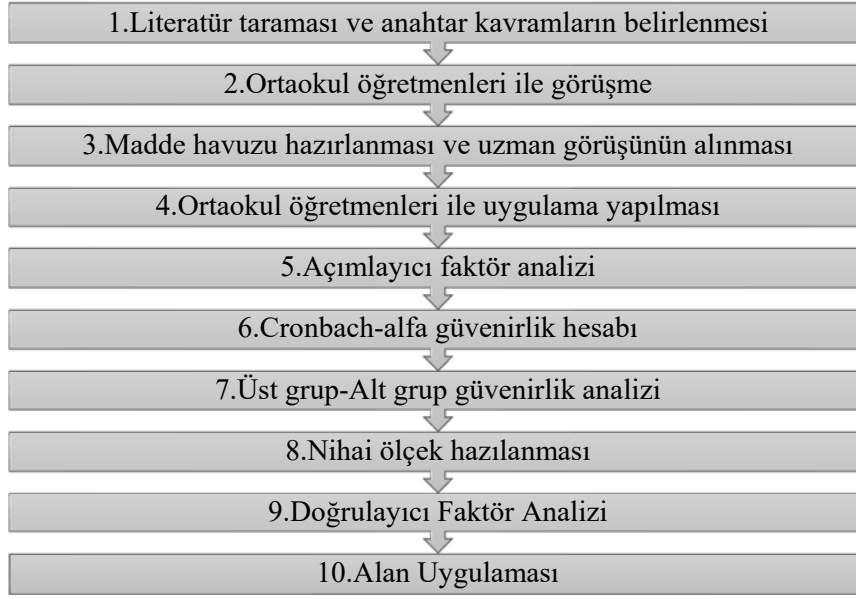 1.Literatür taraması ve anahtar kavramların belirlenmesi
2.Ortaokul öğretmenleri ile görüşme
3.Madde havuzu hazırlanması ve uzman görüşünün alınması
4.Ortaokul öğretmenleri ile uygulama yapılması
5.Açımlayıcı faktör analizi
6.Cronbach-alfa güvenirlik hesabı
7.Üst grup-Alt grup güvenirlik analizi
8.Nihai ölçek hazılanması
9.Doğrulayıcı Faktör Analizi
10.Alan Uygulaması